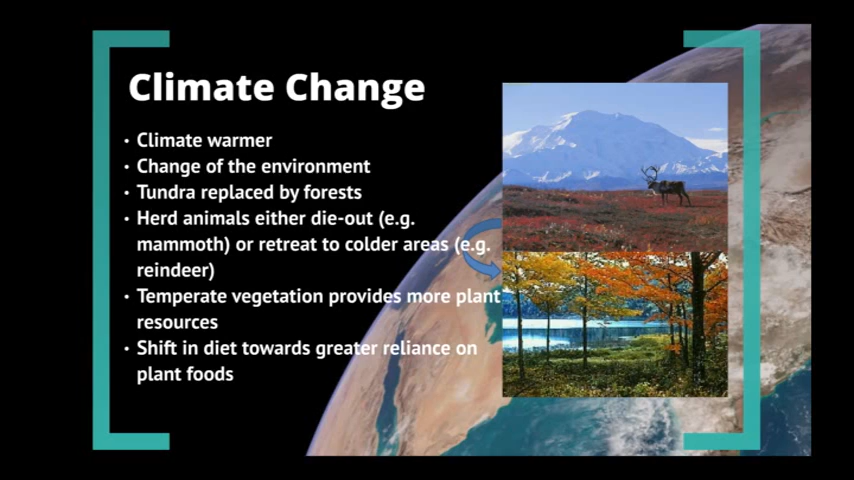 Climate Change
• Climate warmer
• Change of the environment
• Tundra replaced by forests
• Herd animals either die-out (e.g.
mammoth) or retreat to colder areas (e.g.
reindeer)
• Temperate vegetation provides more plant
resources
• Shift in diet towards greater reliance on
plant foods